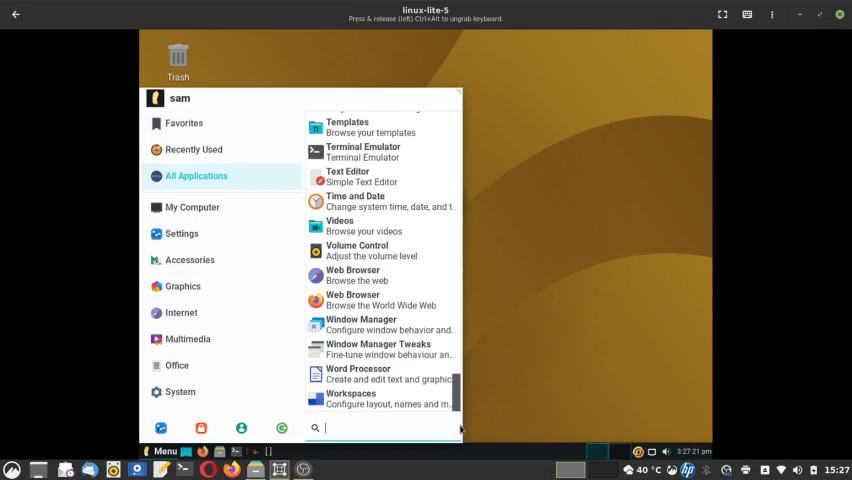 linux-lite-5
Press & release (left) Ctrl+Alt to ungrab keyboard.
Trash
sam
Favorites
Recently Used
All Applications
My Computer
Settings
Accessories
Graphics
Internet
Multimedia
Office
System
Templates
Browse your templates
Terminal Emulator
Terminal Emulator
Text Editor
Simple Text Editor
Time and Date
Change system time, date, and t...
Videos
Browse your videos
Volume Control
Adjust the volume level
Web Browser
Browse the web
Web Browser
Browse the World Wide Web
Window Manager
Configure window behavior and...
Window Manager Tweaks
Fine-tune window behaviour an...
Word Processor
Create and edit text and graphic...
Workspaces
Configure layout, names and m...
Menu
3:27:21 pm
40 °C
hp
15:27